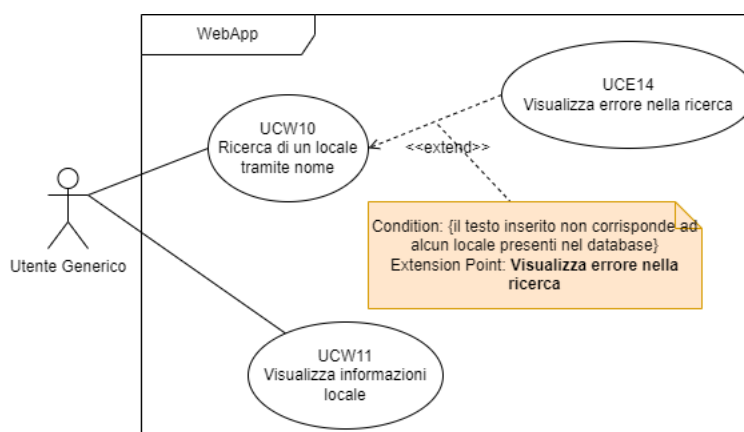 WebApp
UCE14
Visualizza errore nella ricerca
UCW10
Ricerca di un locale
tramite nome
<<extend>>
Condition: {il testo inserito non corrisponde ad
alcun locale presenti nel database}
Extension Point: Visualizza errore nella
ricerca
Utente Generico
UCW11
Visualizza informazioni
locale